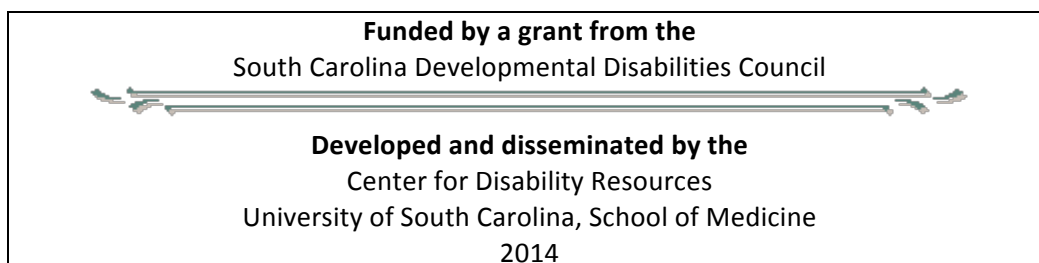 Funded by a grant from the
South Carolina Developmental Disabilities Council
Developed and disseminated by the
Center for Disability Resources
University of South Carolina, School of Medicine
2014